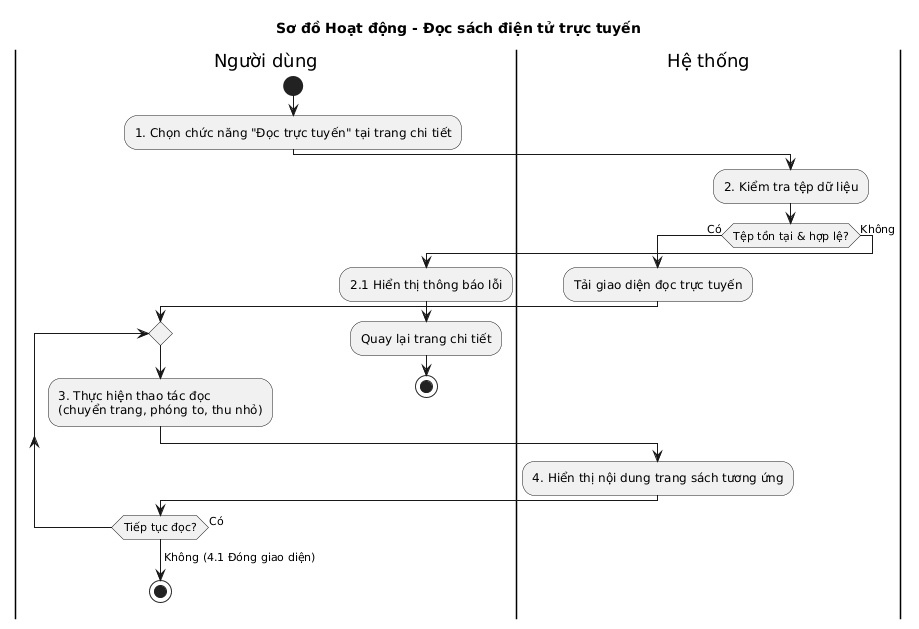 Sơ đồ Hoạt động - Đọc sách điện tử trực tuyến
Người dùng
Hệ thống
1. Chọn chức năng "Đọc trực tuyến" tại trang chi tiết
2. Kiểm tra tệp dữ liệu
Có
Tệp tồn tại & hợp lệ?
Không
2.1 Hiển thị thông báo lỗi
Tải giao diện đọc trực tuyến
Quay lại trang chi tiết
3. Thực hiện thao tác đọc
(chuyển trang, phóng to, thu nhỏ)
4. Hiển thị nội dung trang sách tương ứng
Tiếp tục đọc?
Có
Không (4.1 Đóng giao diện)